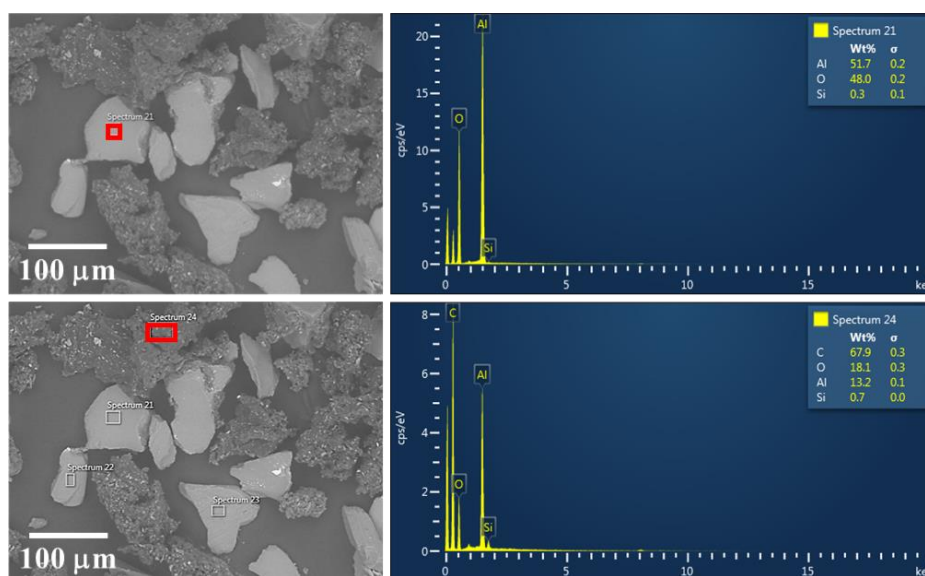 Spectrum 21
100 μm
cps/eV
20
15
10
5
0
Al
O
Si
0
5
10
15
ke
Spectrum 21
Wt% σ
Al 51.7 0.2
O 48.0 0.2
Si 0.3 0.1
Spectrum 24
Spectrum 21
Spectrum 22
Spectrum 23
100 μm
cps/eV
8
6
4
2
0
C
Al
O
Si
0
5
10
15
ke
Spectrum 24
Wt% σ
C 67.9 0.3
O 18.1 0.3
Al 13.2 0.1
Si 0.7 0.0